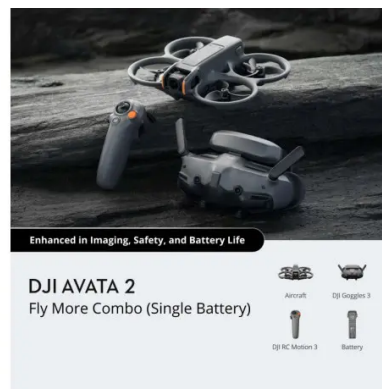 Enhanced in Imaging, Safety, and Battery Life
DJI AVATA 2
Fly More Combo (Single Battery)
Aircraft
DJI Goggles 3
DJI RC Motion 3
Battery